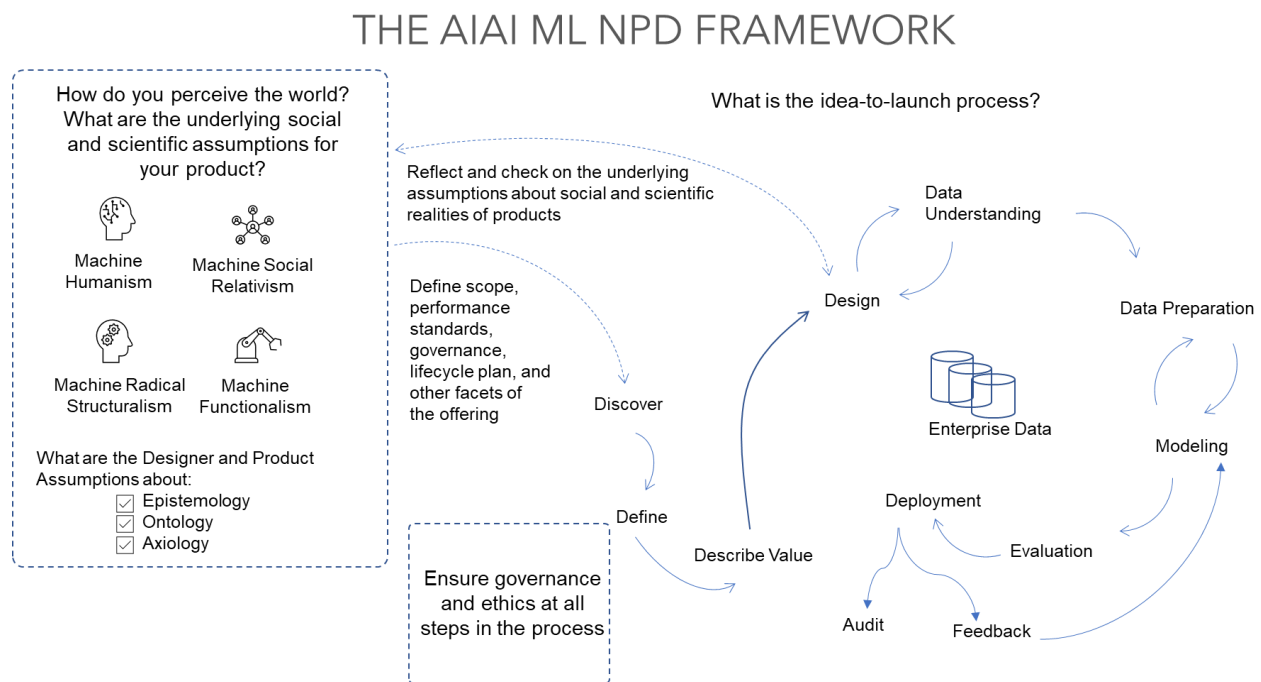 THE AIAI ML NPD FRAMEWORK
How do you perceive the world?
What are the underlying social
and scientific assumptions for
your product?
Machine
Humanism
Machine Social
Relativism
Machine Radical
Structuralism
Machine
Functionalism
What are the Designer and Product
Assumptions about:
Epistemology
Ontology
Axiology
What is the idea-to-launch process?
Reflect and check on the underlying
assumptions about social and scientific
realities of products
Define scope,
performance
standards,
governance,
lifecycle plan, and
other facets of
the offering
Discover
Define
Describe Value
Ensure governance
and ethics at all
steps in the process
Design
Data
Understanding
Data Preparation
Modeling
Evaluation
Deployment
Audit
Feedback
Enterprise Data